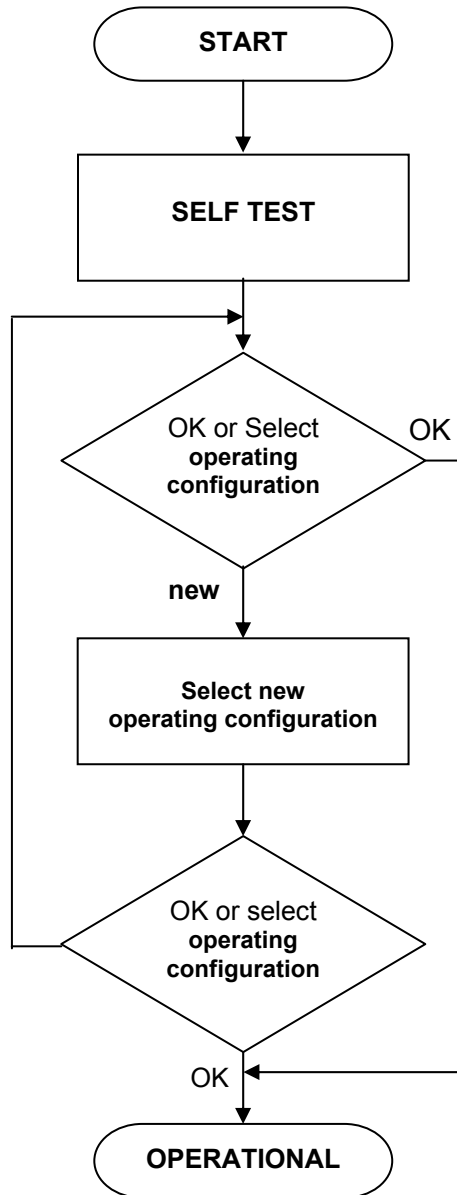 START
SELF TEST
OK or Select
operating
configuration
OK
new
Select new
operating configuration
OK or select
operating
configuration
OK
OPERATIONAL